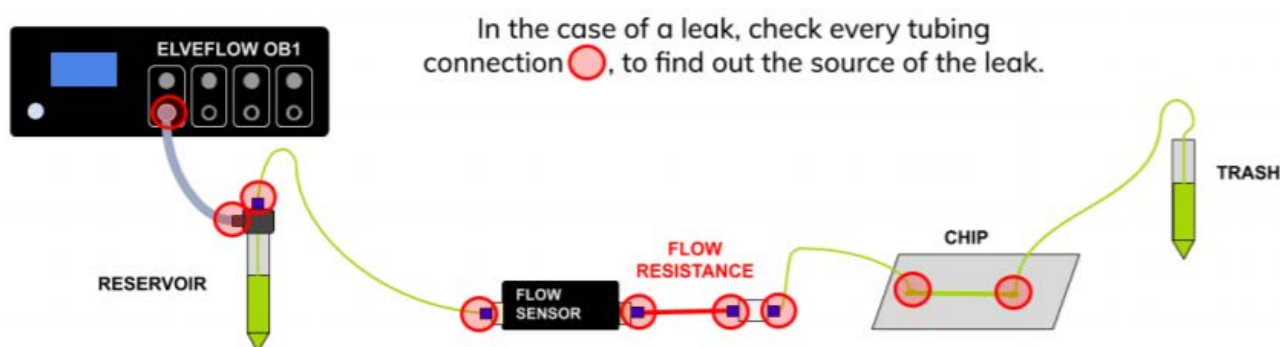 ELVEFLOW OB1
In the case of a leak, check every tubing
connection , to find out the source of the leak.
TRASH
RESERVOIR
FLOW
SENSOR
FLOW
RESISTANCE
CHIP